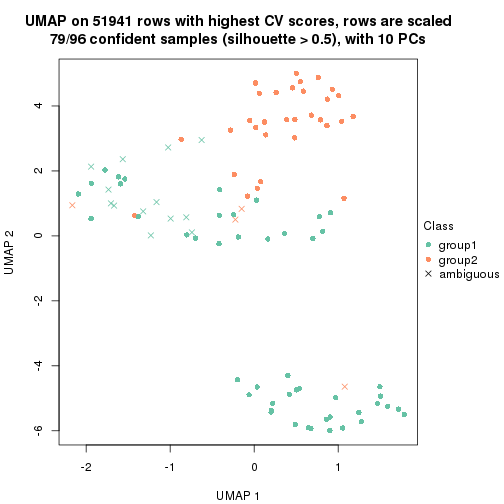 UMAP on 51941 rows with highest CV scores, rows are scaled
79/96 confident samples (silhouette > 0.5), with 10 PCs
4
2
0
-2
-4
-6
UMAP 2
-2
-1
0
1
UMAP 1
Class
group1
group2
ambiguous